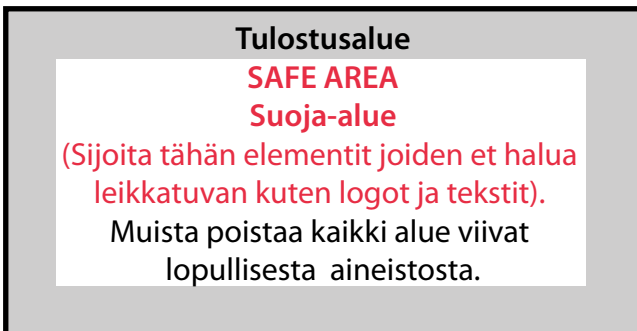 Tulostusalue
SAFE AREA
Suoja-alue
(Sijoita tähän elementit joiden et halua
leikkatuvan kuten logot ja tekstit).
Muista poistaa kaikki alue viivat
lopullisesta aineistosta.